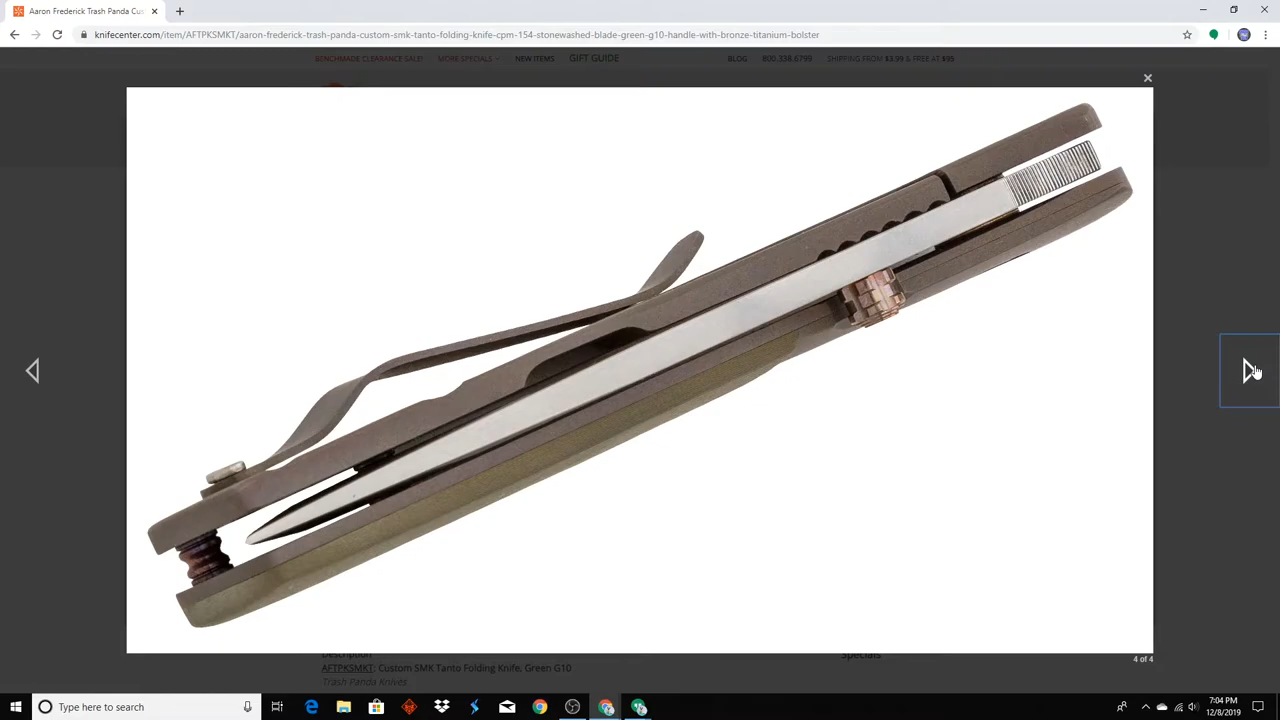 Aaron Frederick Trash Panda Cus
knifecenter.com/item/AFTPKSMKT/aaron-frederick-trash-panda-custom-smk-tanto-folding-knife-cpm-154-stonewashed-blade-green-g10-handle-with-bronze-titanium-bolster
BENCHMADE CLEARANCE SALE! MORE SPECIALS NEW ITEMS GIFT GUIDE BLOG 800.338.6799 SHIPPING FROM $3.99 & FREE AT $95
4 of 4
Description Specials
AFTPKSMKT: Custom SMK Tanto Folding Knife, Green G10
Trash Panda Knives
Type here to search
7:04 PM
12/8/2019